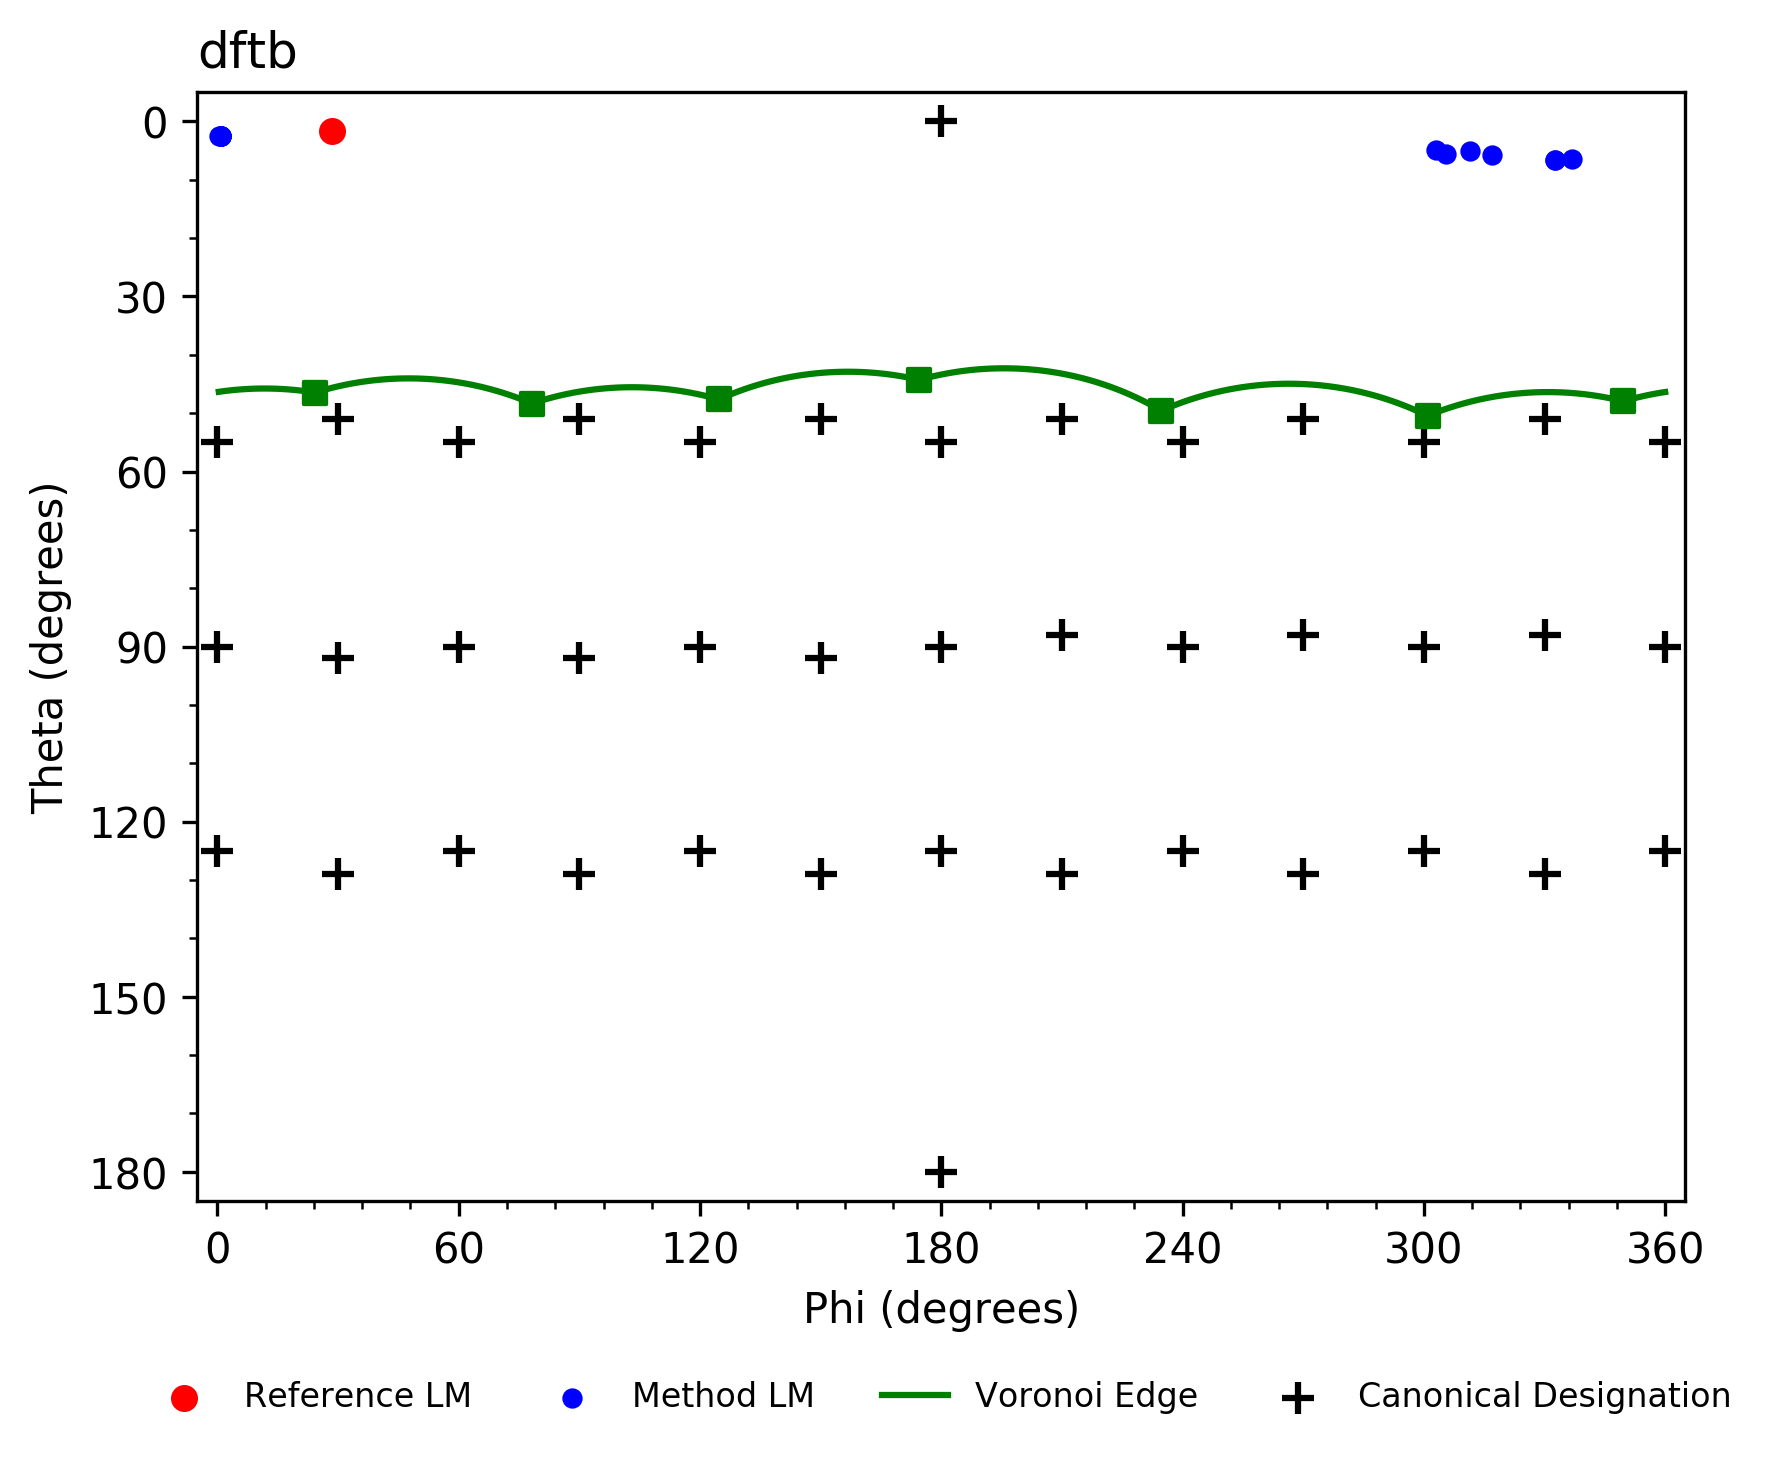 dftb
0
30
60
90
120
150
180
Theta (degrees)
0 60 120 180 240 300 360
Phi (degrees)
Reference LM Method LM Voronoi Edge Canonical Designation